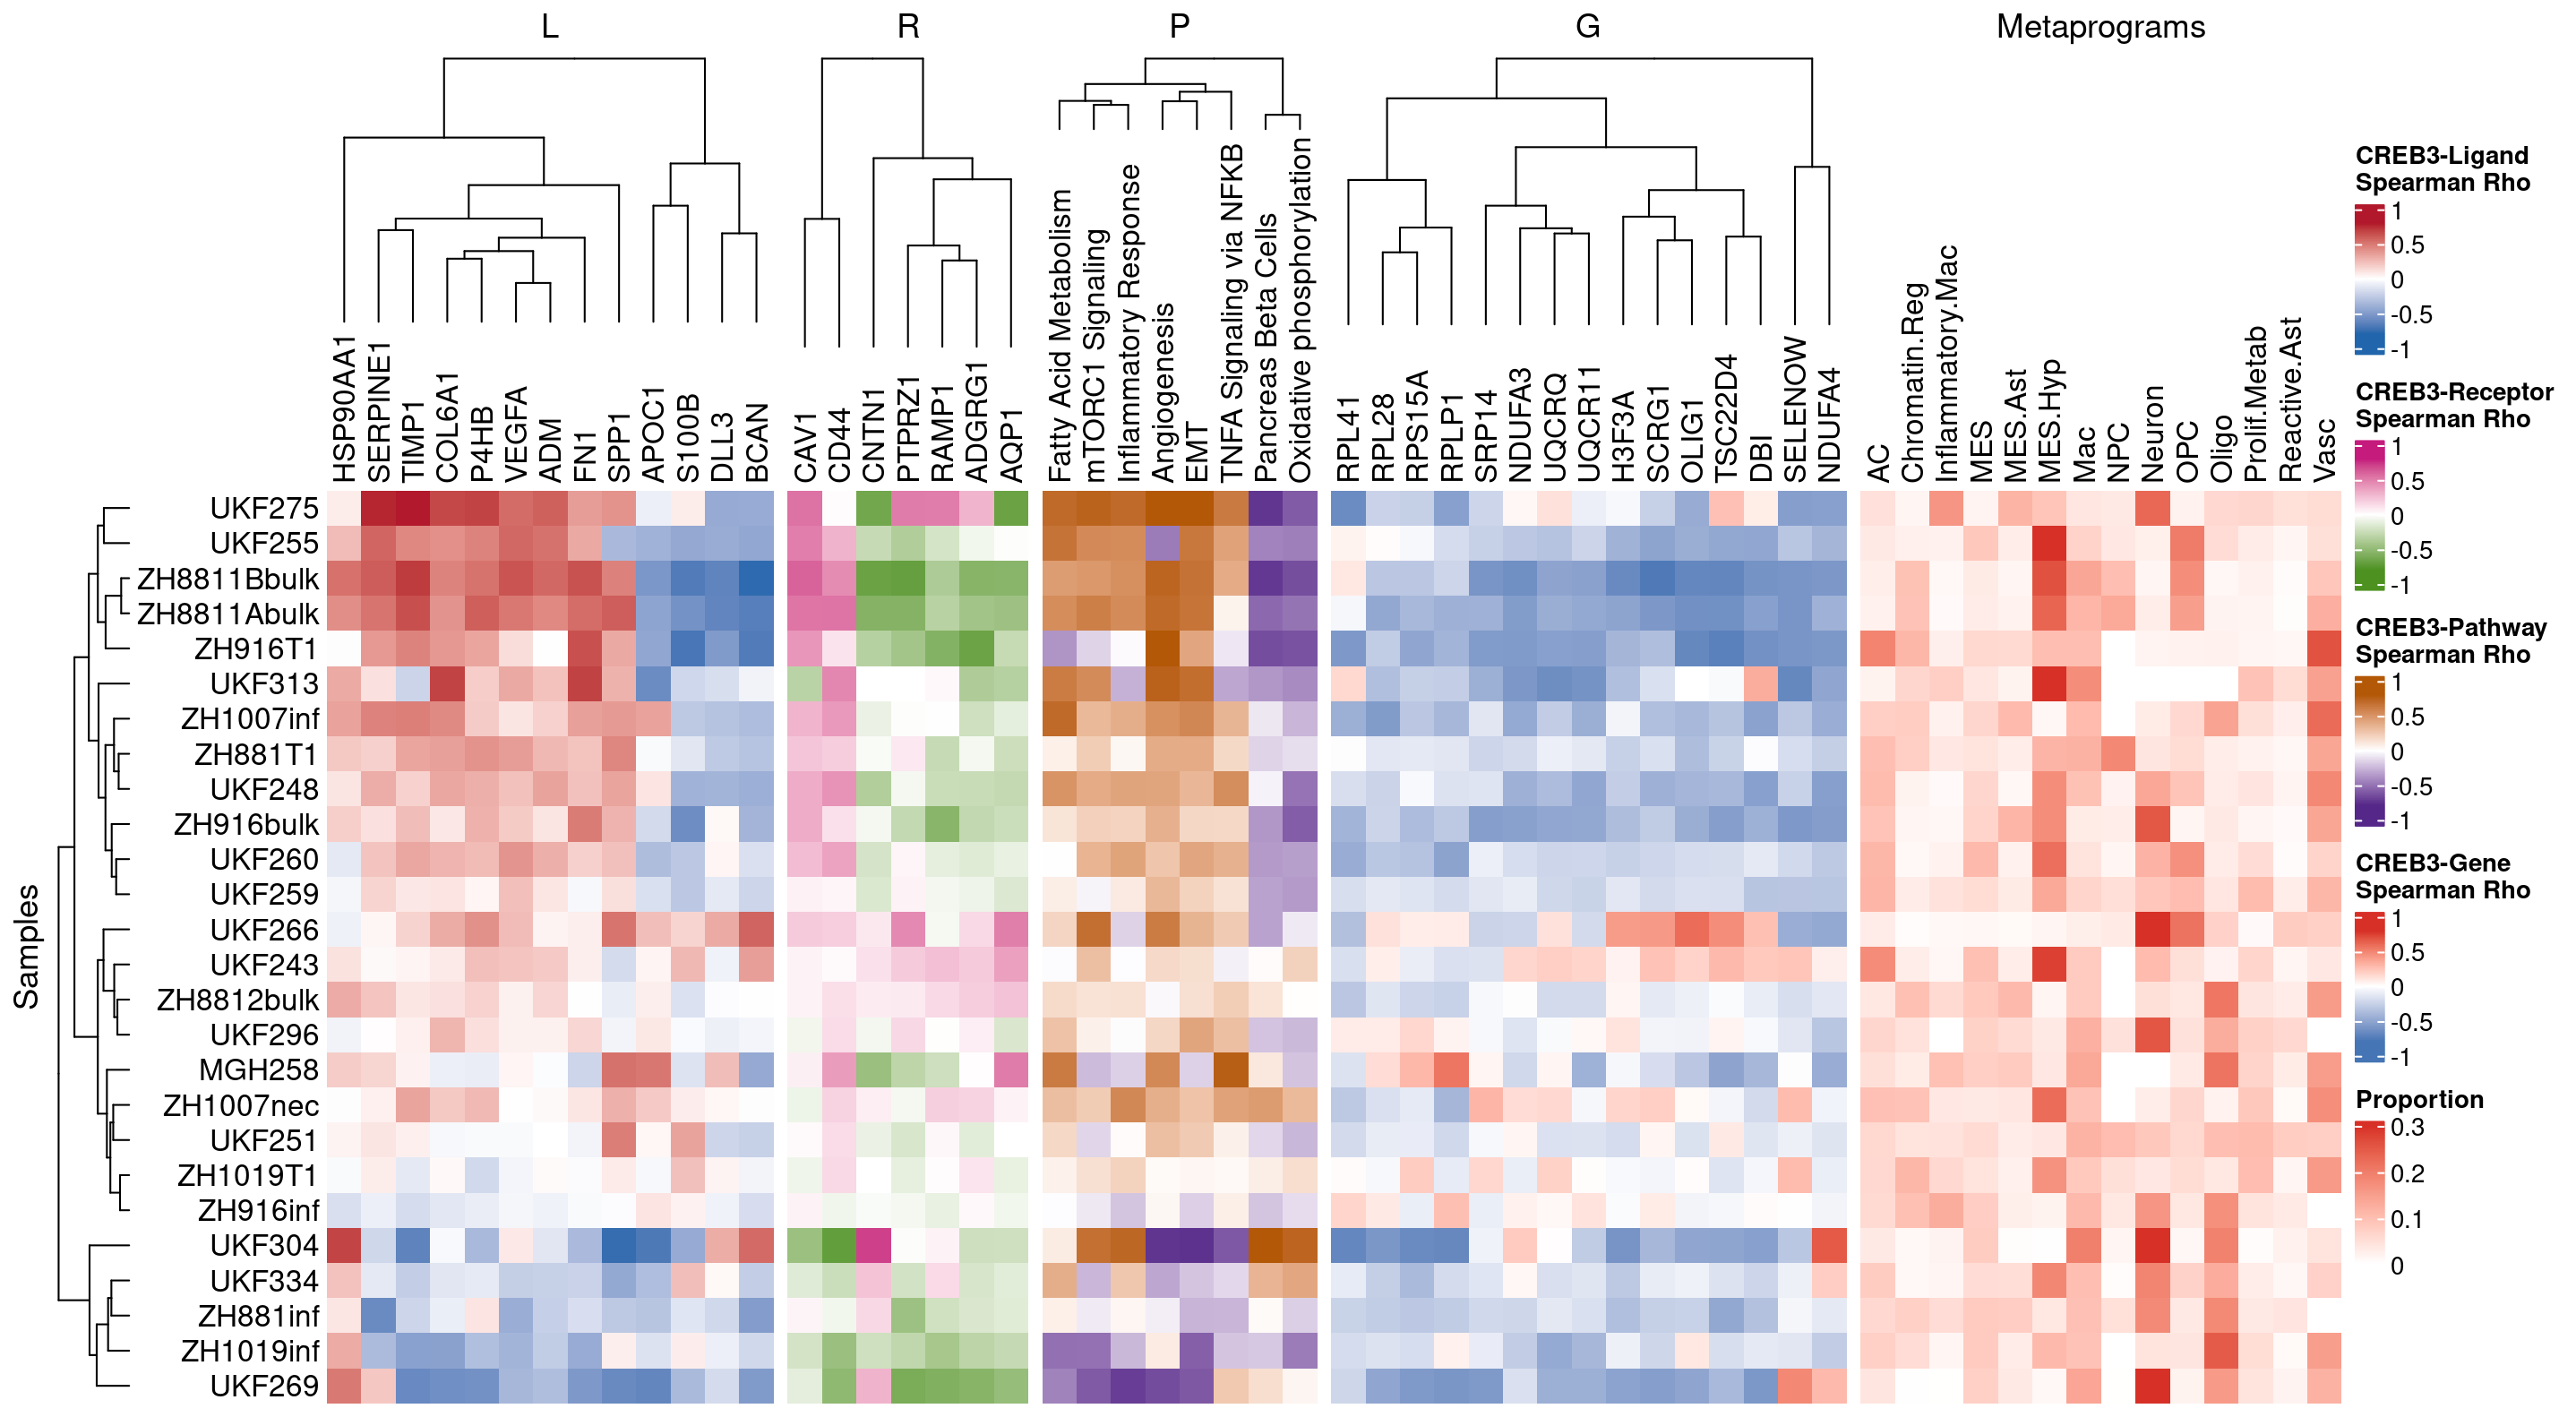 L
R
P
G
Metaprograms
HSP90AA1
SERPINE1
TIMP1
COL6A1
P4HB
VEGFA
ADM
FN1
SPP1
APOC1
S100B
DLL3
BCAN
CAV1
CD44
CNTN1
PTPRZ1
RAMP1
ADGRG1
AQP1
Fatty Acid Metabolism
mTORC1 Signaling
Inflammatory Response
Angiogenesis
EMT
TNFA Signaling via NFKB
Pancreas Beta Cells
Oxidative phosphorylation
RPL41
RPL28
RPS15A
RPLP1
SRP14
NDUFA3
UQCRQ
UQCR11
H3F3A
SCRG1
OLIG1
TSC22D4
DBI
SELENOW
NDUFA4
AC
Chromatin.Reg
Inflammatory.Mac
MES
MES.Ast
MES.Hyp
Mac
NPC
Neuron
OPC
Oligo
Prolif.Metab
Reactive.Ast
Vasc
Samples
UKF275
UKF255
ZH8811Bbulk
ZH8811Abulk
ZH916T1
UKF313
ZH1007inf
ZH881T1
UKF248
ZH916bulk
UKF260
UKF259
UKF266
UKF243
ZH8812bulk
UKF296
MGH258
ZH1007nec
UKF251
ZH1019T1
ZH916inf
UKF304
UKF334
ZH881inf
ZH1019inf
UKF269
CREB3-Ligand
Spearman Rho
1
0.5
0
-0.5
-1
CREB3-Receptor
Spearman Rho
1
0.5
0
-0.5
-1
CREB3-Pathway
Spearman Rho
1
0.5
0
-0.5
-1
CREB3-Gene
Spearman Rho
1
0.5
0
-0.5
-1
Proportion
0.3
0.2
0.1
0